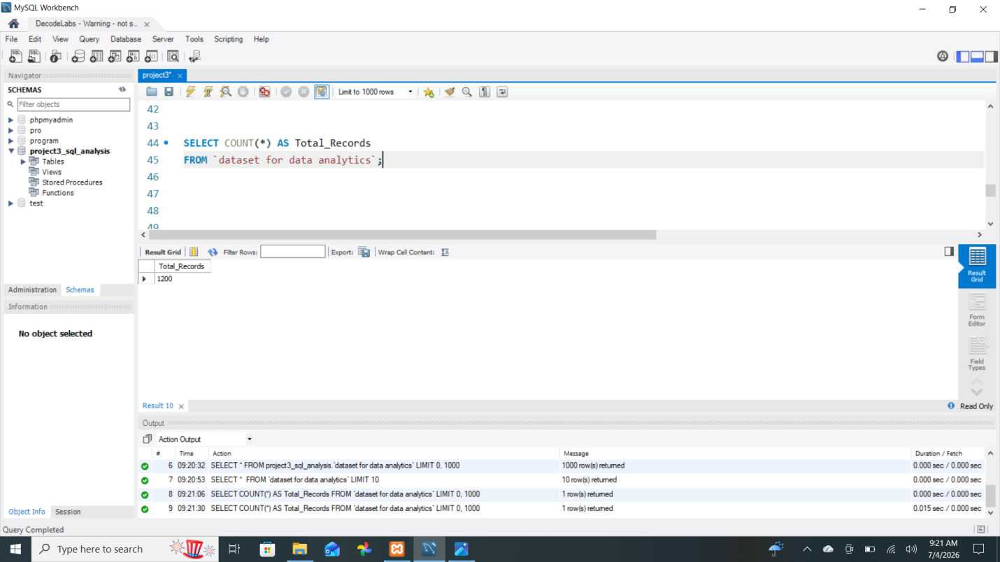 MySQL Workbench
DecodeLabs - Warning - not s...
File Edit View Query Database Server Tools Scripting Help
Navigator
project3*
SCHEMAS
Filter objects
Limit to 1000 rows
phpmyadmin
pro
program
project3_sql_analysis
Tables
Views
Stored Procedures
Functions
test
42
43
44 SELECT COUNT(*) AS Total_Records
45 FROM `dataset for data analytics`;
46
47
48
49
Result Grid Filter Rows: Export: Wrap Cell Content:
Total_Records
1200
Result Grid
Form Editor
Field Types
Administration Schemas
Information
No object selected
Result 10
Read Only
Output
Action Output
# Time Action Message Duration / Fetch
6 09:20:32 SELECT * FROM project3_sql_analysis.`dataset for data analytics` LIMIT 0, 1000 1000 row(s) returned 0.000 sec / 0.000 sec
7 09:20:53 SELECT *  FROM `dataset for data analytics` LIMIT 10 10 row(s) returned 0.000 sec / 0.000 sec
8 09:21:06 SELECT COUNT(*) AS Total_Records FROM `dataset for data analytics` LIMIT 0, 1000 1 row(s) returned 0.000 sec / 0.000 sec
9 09:21:30 SELECT COUNT(*) AS Total_Records FROM `dataset for data analytics` LIMIT 0, 1000 1 row(s) returned 0.015 sec / 0.000 sec
Object Info Session
Query Completed
Type here to search
9:21 AM
7/4/2026